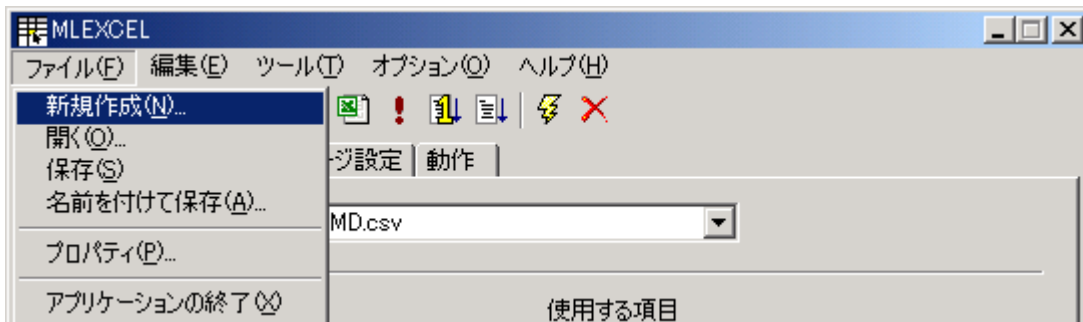 MLEXCEL
ファイル(F) 編集(E) ツール(T) オプション(O) ヘルプ(H)
新規作成(N)...
開く(O)...
保存(S)
名前を付けて保存(A)...
プロパティ(P)...
アプリケーションの終了(X)
ージ設定 動作
MD.csv
使用する項目